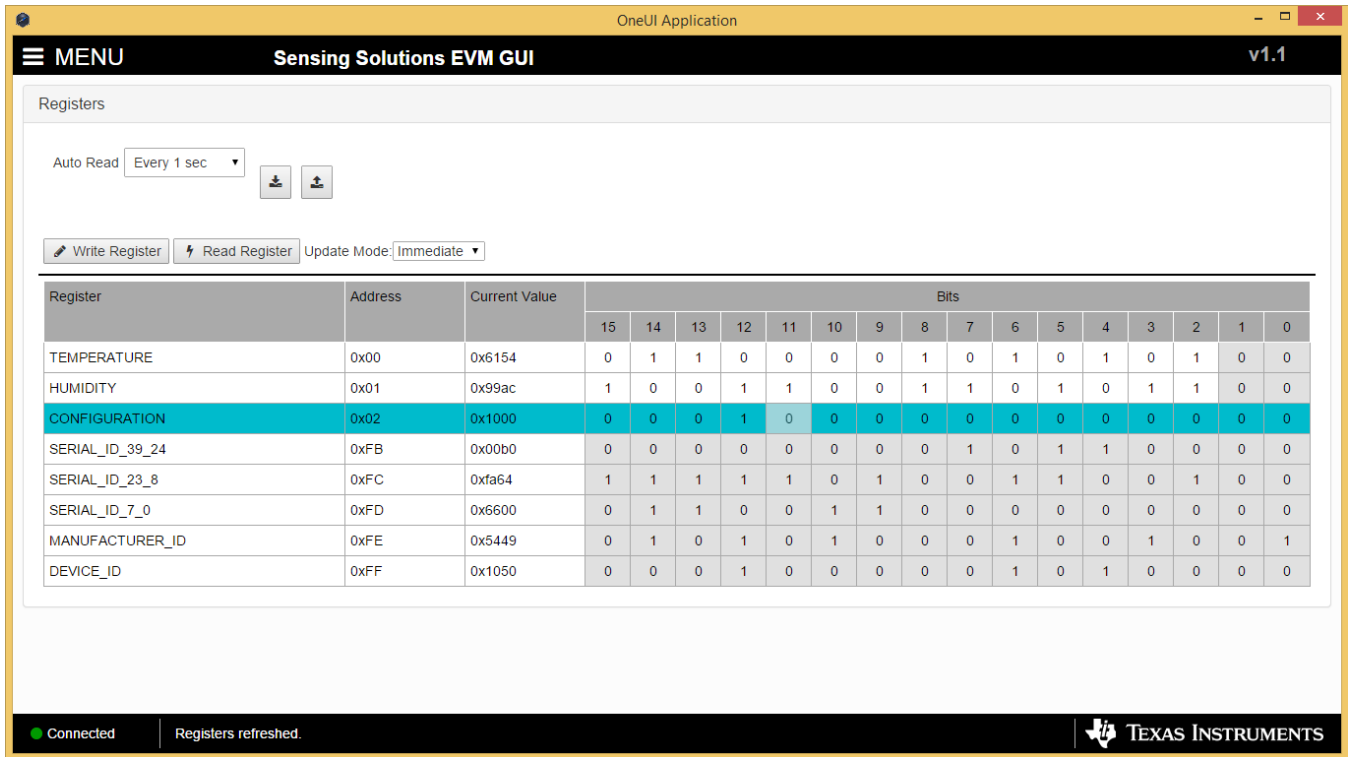 OneUI Application
MENU Sensing Solutions EVM GUI v1.1
Registers
Auto Read Every 1 sec
Write Register Read Register Update Mode: Immediate
Register Address Current Value Bits
15 14 13 12 11 10 9 8 7 6 5 4 3 2 1 0
TEMPERATURE 0x00 0x6154 0 1 1 0 0 0 0 1 0 1 0 1 0 1 0 0
HUMIDITY 0x01 0x99ac 1 0 0 1 1 0 0 1 1 0 1 0 1 1 0 0
CONFIGURATION 0x02 0x1000 0 0 0 1 0 0 0 0 0 0 0 0 0 0 0 0
SERIAL_ID_39_24 0xFB 0x00b0 0 0 0 0 0 0 0 0 1 0 1 1 0 0 0 0
SERIAL_ID_23_8 0xFC 0xfa64 1 1 1 1 1 0 1 0 0 1 1 0 0 1 0 0
SERIAL_ID_7_0 0xFD 0x6600 0 1 1 0 0 1 1 0 0 0 0 0 0 0 0 0
MANUFACTURER_ID 0xFE 0x5449 0 1 0 1 0 1 0 0 0 1 0 0 1 0 0 1
DEVICE_ID 0xFF 0x1050 0 0 0 1 0 0 0 0 0 1 0 1 0 0 0 0
Connected Registers refreshed. TEXAS INSTRUMENTS